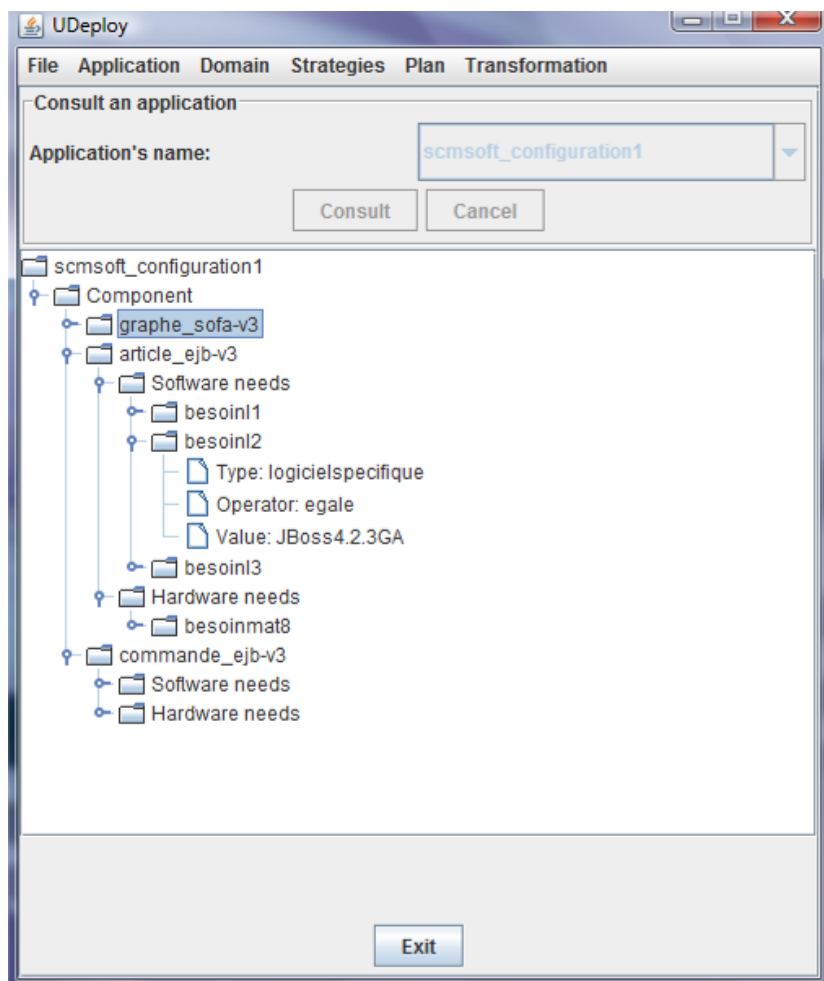 UDeploy
File Application Domain Strategies Plan Transformation
Consult an application
Application's name: scmsoft_configuration1
Consult Cancel
scmsoft_configuration1
Component
graphe_sofa-v3
article_ejb-v3
Software needs
besoinl1
besoinl2
Type: logicielspecifique
Operator: egale
Value: JBoss4.2.3GA
besoinl3
Hardware needs
besoinmat8
commande_ejb-v3
Software needs
Hardware needs
Exit